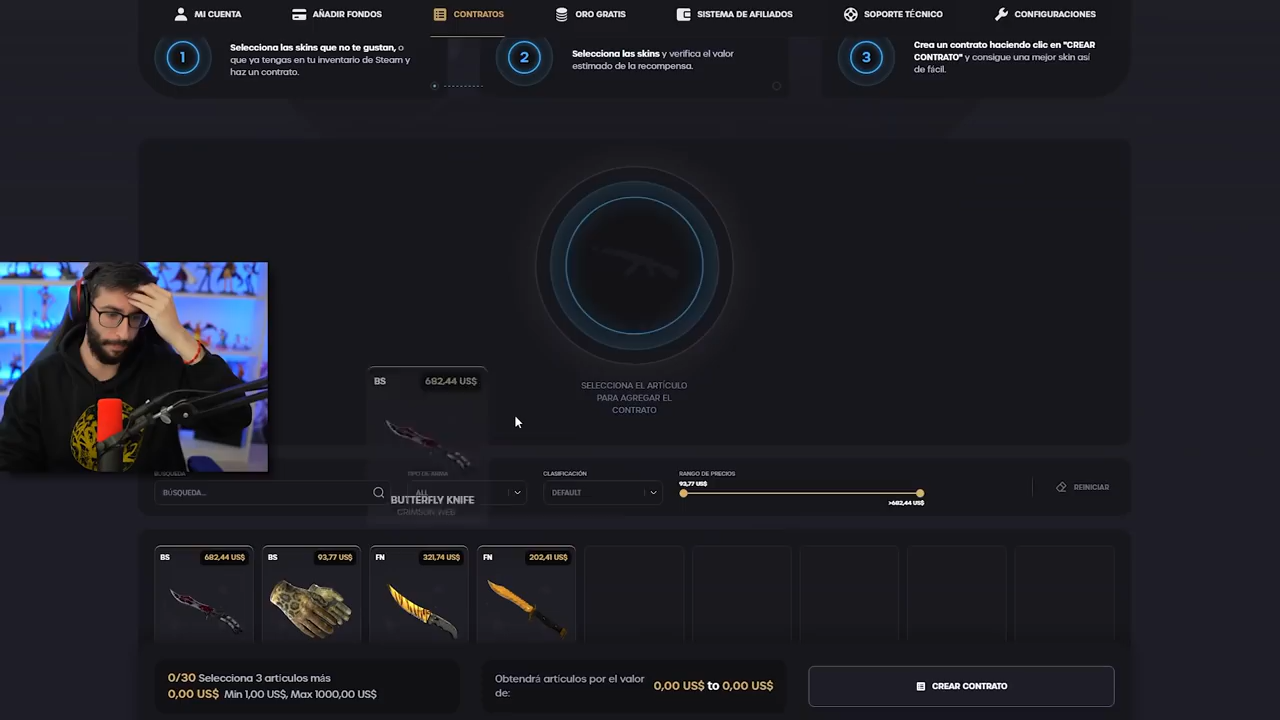 MI CUENTA
AÑADIR FONDOS
CONTRATOS
ORO GRATIS
SISTEMA DE AFILIADOS
SOPORTE TÉCNICO
CONFIGURACIONES
1
Selecciona las skins que no te gustan, o
que ya tengas en tu inventario de Steam y
haz un contrato.
2
Selecciona las skins y verifica el valor
estimado de la recompensa.
3
Crea un contrato haciendo clic en "CREAR
CONTRATO" y consigue una mejor skin así
de fácil.
SELECCIONA EL ARTÍCULO
PARA AGREGAR EL
CONTRATO
BS
682,44 US$
BUTTERFLY KNIFE
CRIMSON WEB
BÚSQUEDA
BÚSQUEDA...
TIPO DE ARMA
ALL
CLASIFICACIÓN
DEFAULT
RANGO DE PRECIOS
93,77 US$
>682,44 US$
REINICIAR
BS
682,44 US$
BS
93,77 US$
FN
321,74 US$
FN
202,41 US$
0/30 Selecciona 3 artículos más
0,00 US$ Min 1,00 US$, Max 1000,00 US$
Obtendrá artículos por el valor
de:
0,00 US$ to 0,00 US$
CREAR CONTRATO